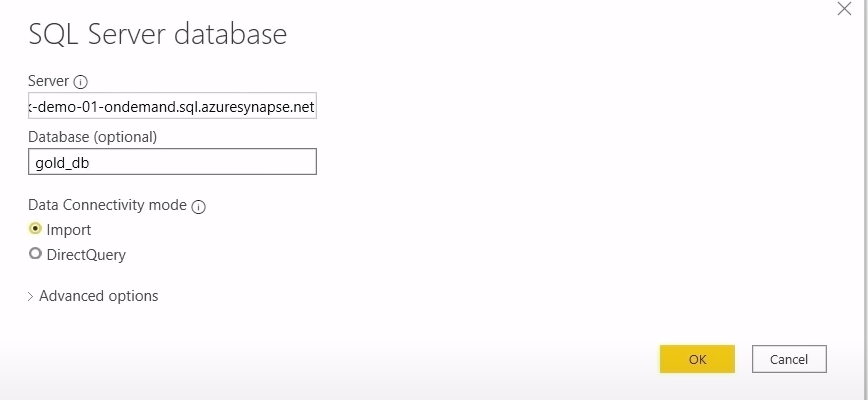 SQL Server database
Server
-demo-01-ondemand.sql.azuresynapse.net
Database (optional)
gold_db
Data Connectivity mode
Import
DirectQuery
Advanced options
OK Cancel